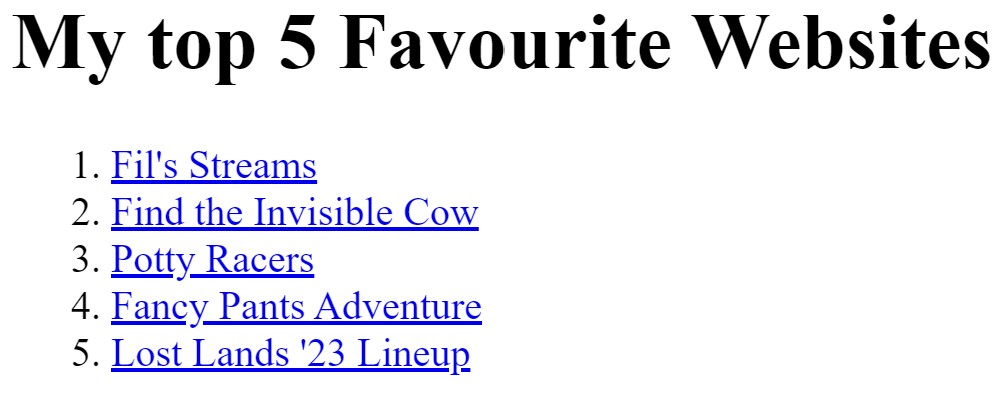 My top 5 Favourite Websites
1. Fil's Streams
2. Find the Invisible Cow
3. Potty Racers
4. Fancy Pants Adventure
5. Lost Lands '23 Lineup